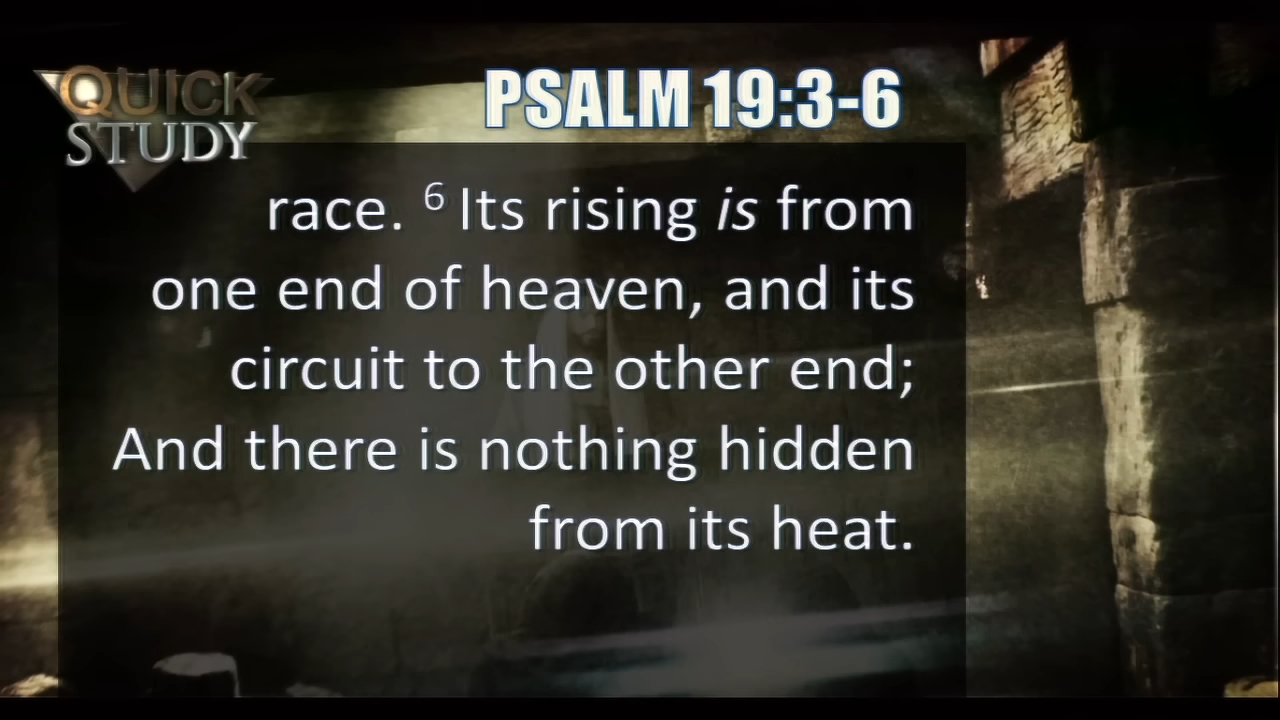 QUICK
STUDY
PSALM 19:3-6
race. 6 Its rising is from
one end of heaven, and its
circuit to the other end;
And there is nothing hidden
from its heat.